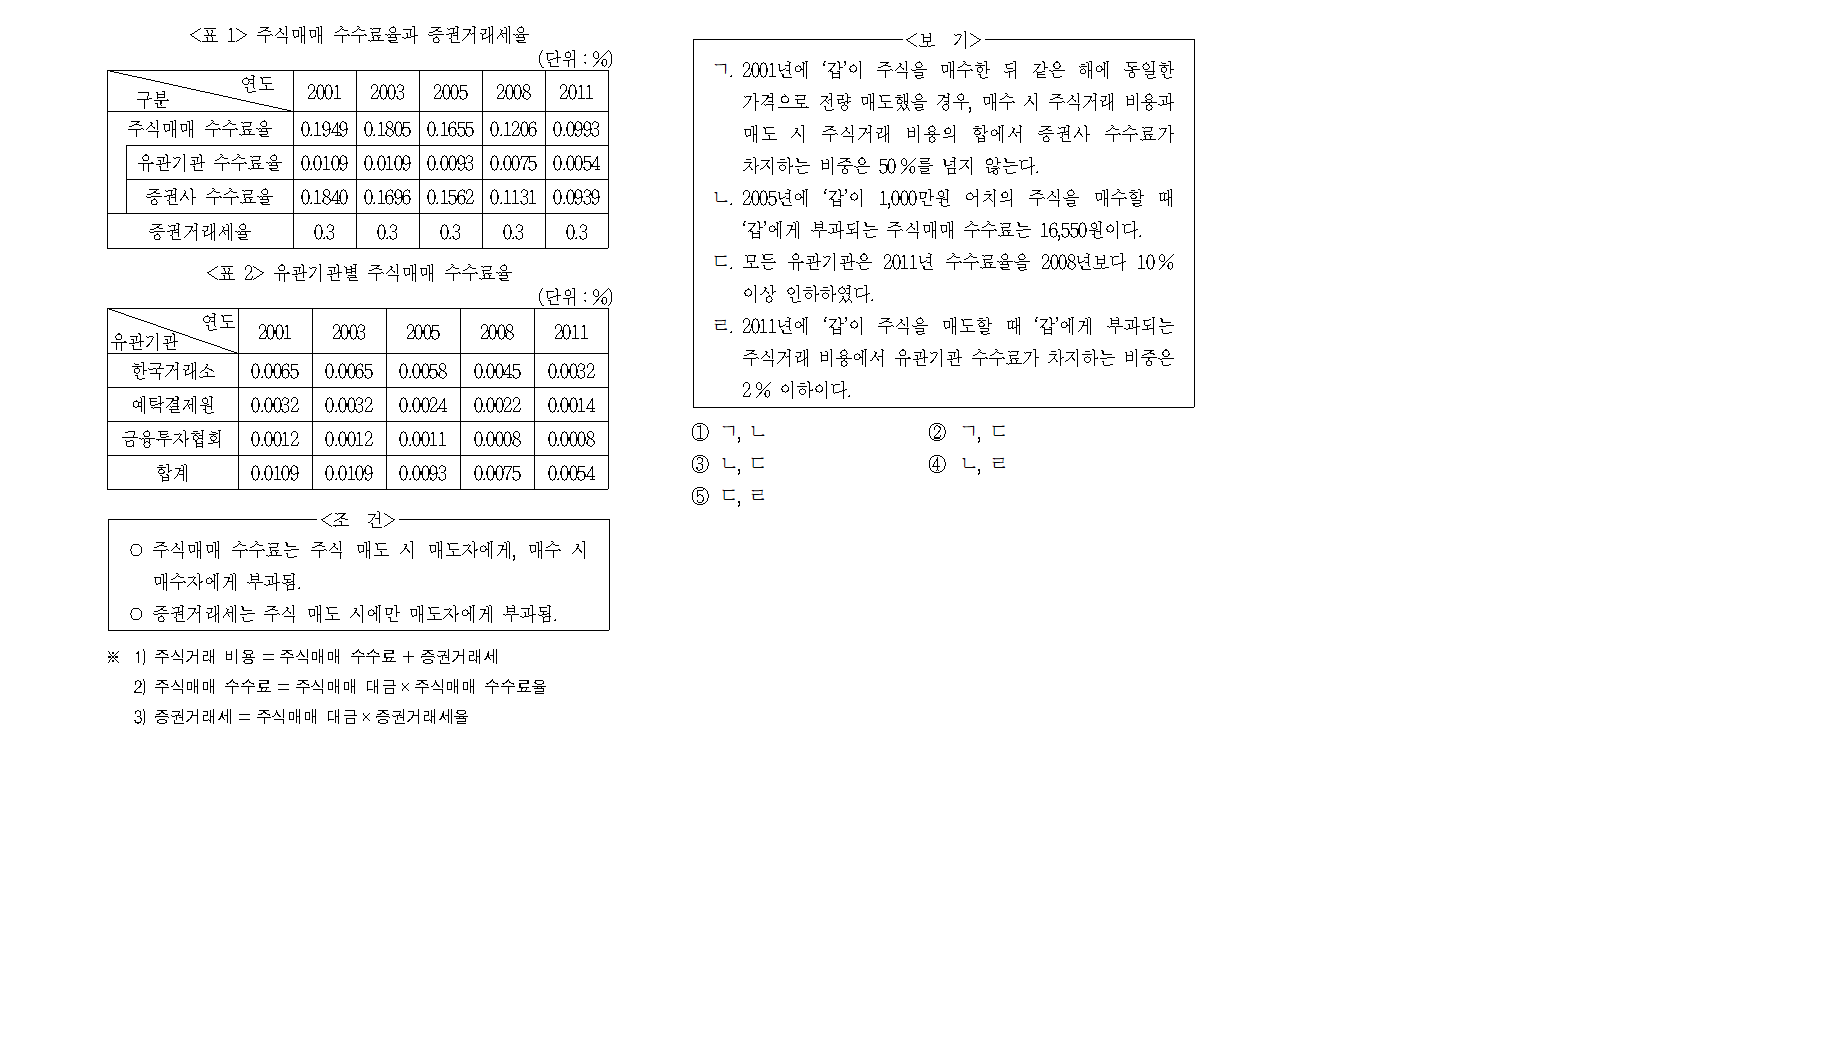 <표 1> 주식매매 수수료율과 증권거래세율
(단위 : %)
구분 연도 2001 2003 2005 2008 2011
주식매매 수수료율 0.1949 0.1805 0.1655 0.1206 0.0993
유관기관 수수료율 0.0109 0.0109 0.0093 0.0075 0.0054
증권사 수수료율 0.1840 0.1696 0.1562 0.1131 0.0939
증권거래세율 0.3 0.3 0.3 0.3 0.3
<표 2> 유관기관별 주식매매 수수료율
(단위 : %)
유관기관 연도 2001 2003 2005 2008 2011
한국거래소 0.0065 0.0065 0.0058 0.0045 0.0032
예탁결제원 0.0032 0.0032 0.0024 0.0022 0.0014
금융투자협회 0.0012 0.0012 0.0011 0.0008 0.0008
합계 0.0109 0.0109 0.0093 0.0075 0.0054
<조 건>
○ 주식매매 수수료는 주식 매도 시 매도자에게, 매수 시
매수자에게 부과됨.
○ 증권거래세는 주식 매도 시에만 매도자에게 부과됨.
※ 1) 주식거래 비용 = 주식매매 수수료 + 증권거래세
2) 주식매매 수수료 = 주식매매 대금 × 주식매매 수수료율
3) 증권거래세 = 주식매매 대금 × 증권거래세율
<보 기>
ㄱ. 2001년에 ‘갑’이 주식을 매수한 뒤 같은 해에 동일한
가격으로 전량 매도했을 경우, 매수 시 주식거래 비용과
매도 시 주식거래 비용의 합에서 증권사 수수료가
차지하는 비중은 50 %를 넘지 않는다.
ㄴ. 2005년에 ‘갑’이 1,000만원 어치의 주식을 매수할 때
‘갑’에게 부과되는 주식매매 수수료는 16,550원이다.
ㄷ. 모든 유관기관은 2011년 수수료율을 2008년보다 10 %
이상 인하하였다.
ㄹ. 2011년에 ‘갑’이 주식을 매도할 때 ‘갑’에게 부과되는
주식거래 비용에서 유관기관 수수료가 차지하는 비중은
2 % 이하이다.
① ㄱ, ㄴ ② ㄱ, ㄷ
③ ㄴ, ㄷ ④ ㄴ, ㄹ
⑤ ㄷ, ㄹ